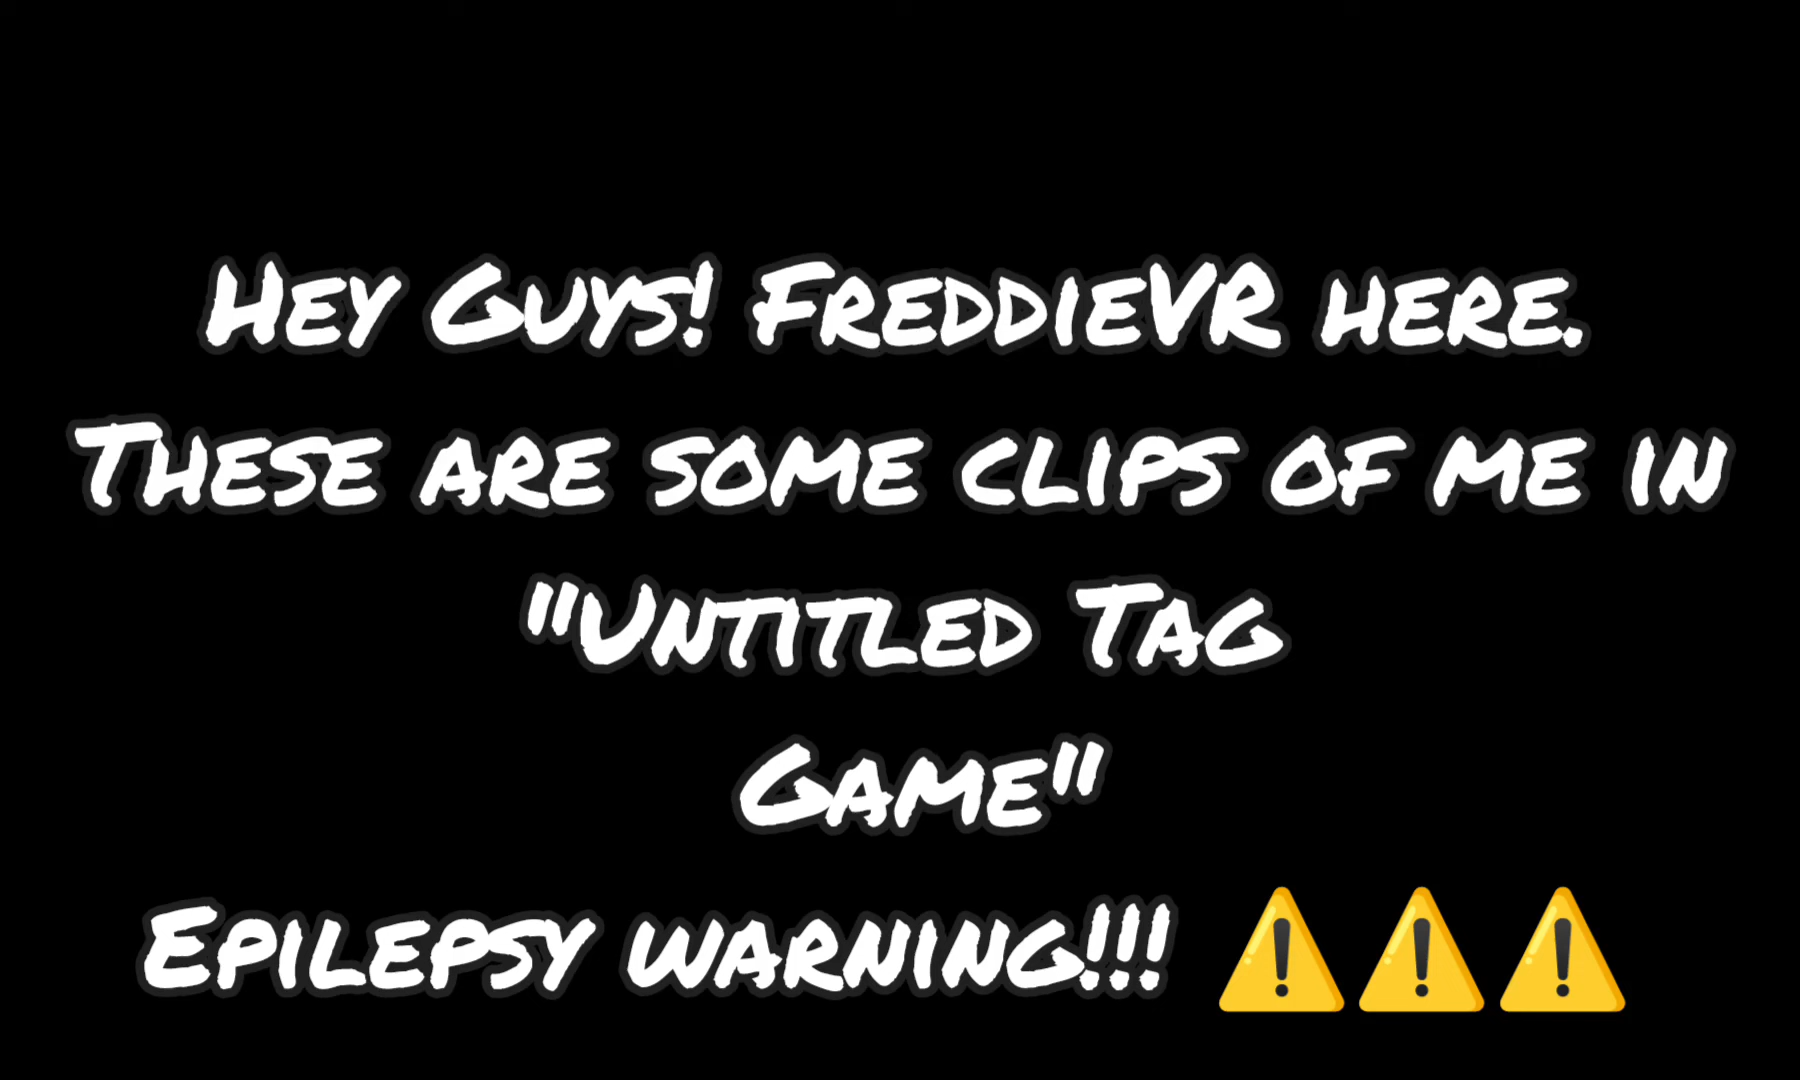 Hey Guys! FreddieVR here.
These are some clips of me in
"Untitled Tag
Game"
Epilepsy warning!!! ⚠️⚠️⚠️